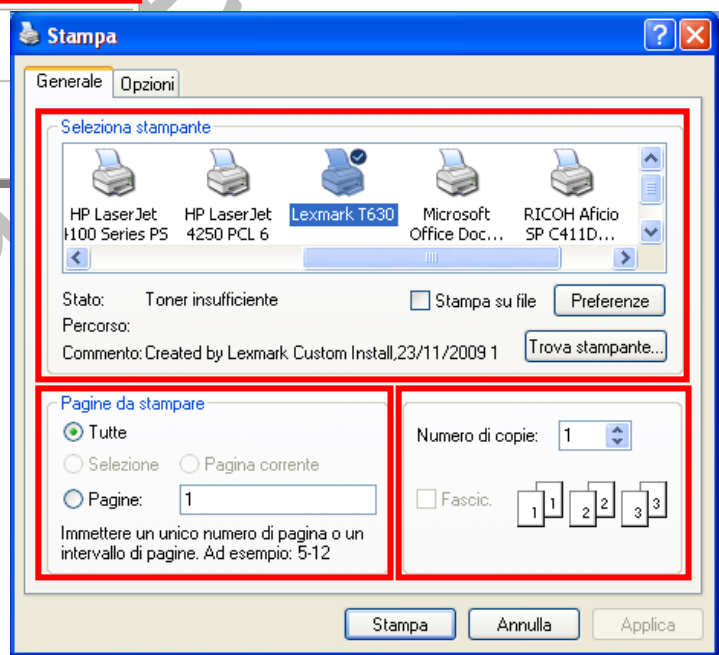 Stampa
Generale Opzioni
Seleziona stampante
HP LaserJet HP LaserJet Lexmark T630 Microsoft RICOH Aficio
100 Series PS 4250 PCL 6 Office Doc... SP C411D...
Stato: Toner insufficiente Stampa su file Preferenze
Percorso:
Commento: Created by Lexmark Custom Install,23/11/2009 1 Trova stampante...
Pagine da stampare
Tutte Numero di copie: 1
Selezione Pagina corrente
Pagine: 1 Fascic. 1 1 2 2 3 3
Immettere un unico numero di pagina o un
intervallo di pagine. Ad esempio: 5-12
Stampa Annulla Applica